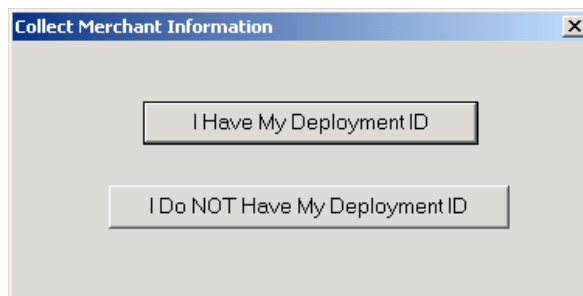 Collect Merchant Information
I Have My Deployment ID
I Do NOT Have My Deployment ID